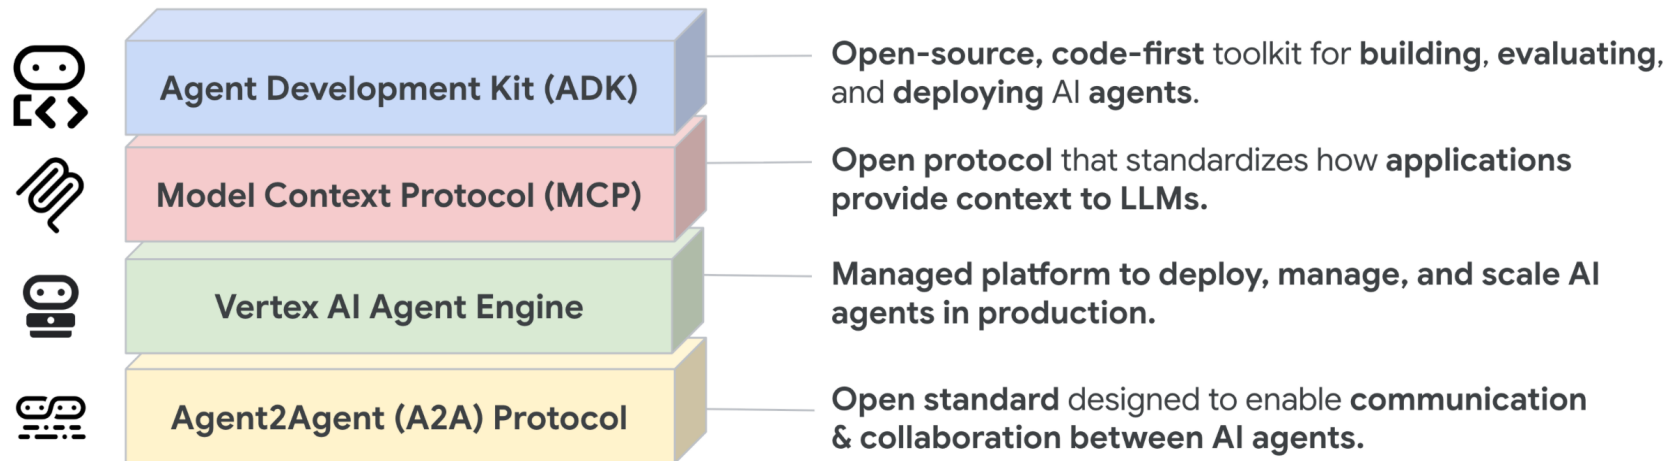 Agent Development Kit (ADK)
Open-source, code-first toolkit for building, evaluating,
and deploying AI agents.
Model Context Protocol (MCP)
Open protocol that standardizes how applications
provide context to LLMs.
Vertex AI Agent Engine
Managed platform to deploy, manage, and scale AI
agents in production.
Agent2Agent (A2A) Protocol
Open standard designed to enable communication
& collaboration between AI agents.